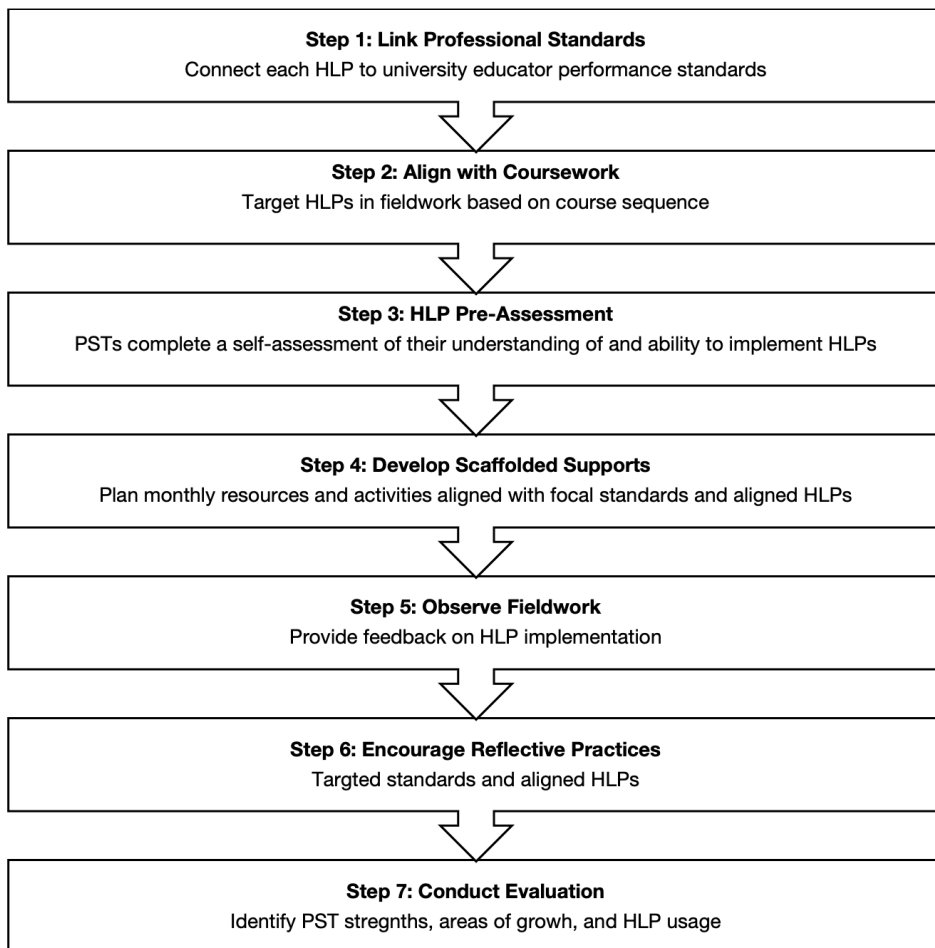 Step 1: Link Professional Standards
Connect each HLP to university educator performance standards
Step 2: Align with Coursework
Target HLPs in fieldwork based on course sequence
Step 3: HLP Pre-Assessment
PSTs complete a self-assessment of their understanding of and ability to implement HLPs
Step 4: Develop Scaffolded Supports
Plan monthly resources and activities aligned with focal standards and aligned HLPs
Step 5: Observe Fieldwork
Provide feedback on HLP implementation
Step 6: Encourage Reflective Practices
Targted standards and aligned HLPs
Step 7: Conduct Evaluation
Identify PST stregnths, areas of growth, and HLP usage